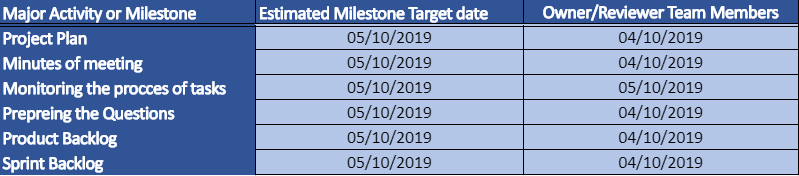 Major Activity or Milestone Estimated Milestone Target date Owner/Reviewer Team Members
Project Plan 05/10/2019 04/10/2019
Minutes of meeting 05/10/2019 04/10/2019
Monitoring the procces of tasks 05/10/2019 05/10/2019
Prepreing the Questions 05/10/2019 04/10/2019
Product Backlog 05/10/2019 04/10/2019
Sprint Backlog 05/10/2019 04/10/2019